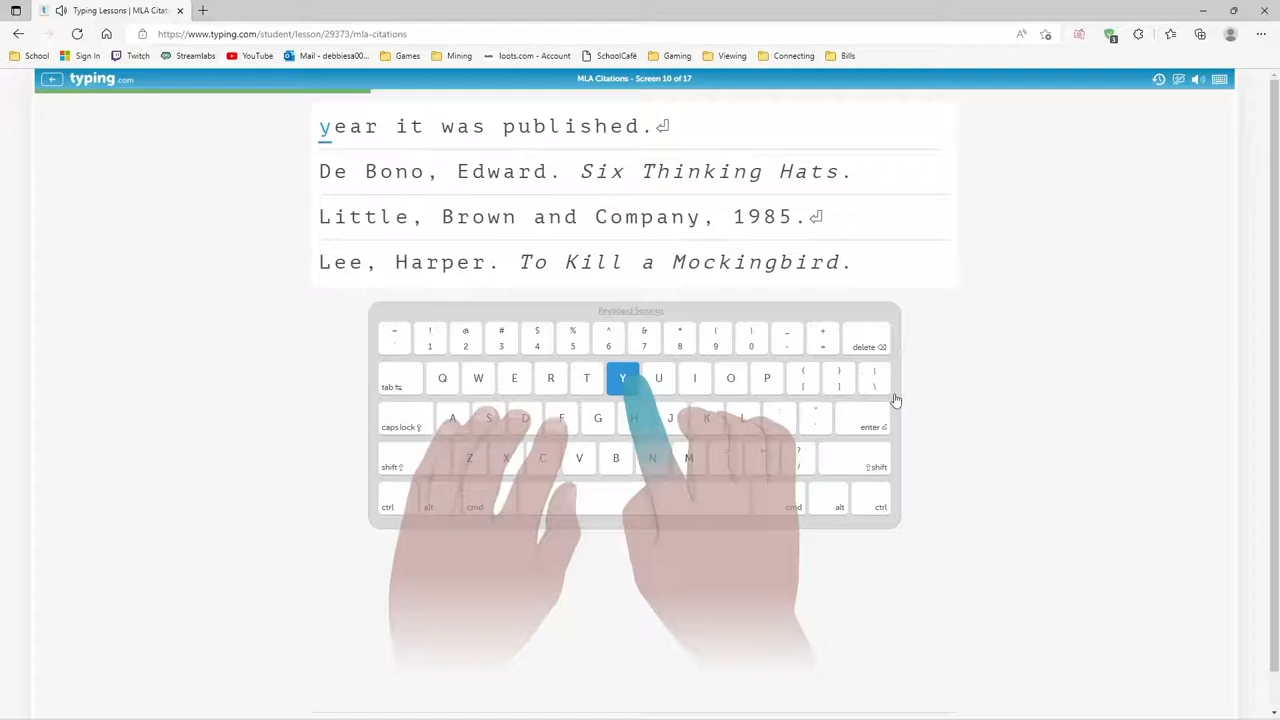 Typing Lessons | MLA Citati
https://www.typing.com/student/lesson/29373/mla-citations
School Sign In Twitch Streamlabs YouTube Mail - debbiesa00... Games Mining loots.com - Account SchoolCafé Gaming Viewing Connecting Bills
typing.com MLA Citations - Screen 10 of 17
year it was published.⏎
De Bono, Edward. Six Thinking Hats.
Little, Brown and Company, 1985.⏎
Lee, Harper. To Kill a Mockingbird.
Keyboard Settings
~ ! @ # $ % ^ & * ( ) _ +
` 1 2 3 4 5 6 7 8 9 0 - = delete
tab Q W E R T Y U I O P { [ } ] | \
caps lock A S D F G H J K L : ; " ' enter
shift Z X C V B N M < > ? / shift
ctrl alt cmd cmd alt ctrl